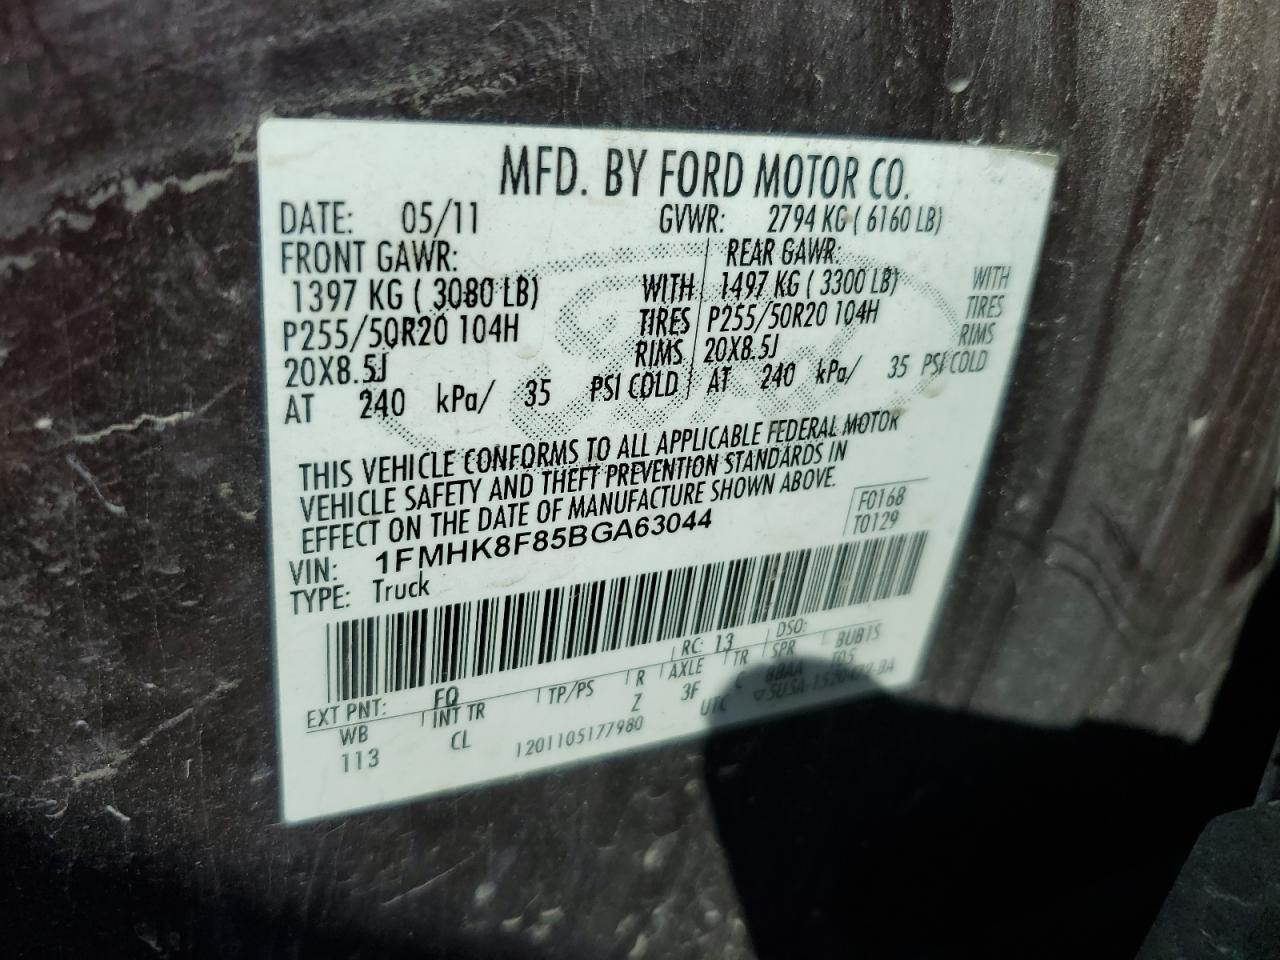 MFD. BY FORD MOTOR CO.
DATE: 05/11 GVWR: 2794 KG ( 6160 LB)
FRONT GAWR: REAR GAWR:
1397 KG ( 3080 LB) WITH 1497 KG ( 3300 LB) WITH
P255/50R20 104H TIRES P255/50R20 104H TIRES
20X8.5J RIMS 20X8.5J RIMS
AT 240 kPa/ 35 PSI COLD AT 240 kPa/ 35 PSI COLD
THIS VEHICLE CONFORMS TO ALL APPLICABLE FEDERAL MOTOR
VEHICLE SAFETY AND THEFT PREVENTION STANDARDS IN
EFFECT ON THE DATE OF MANUFACTURE SHOWN ABOVE.
F0168
T0129
VIN: 1FMHK8F85BGA63044
TYPE: Truck
EXT PNT: FQ RC: 13 DSO:
WB INT TR TP/PS R AXLE TR SPR BUB15
113 CL Z 3F C 8BAA T05
1201105177980 UTC